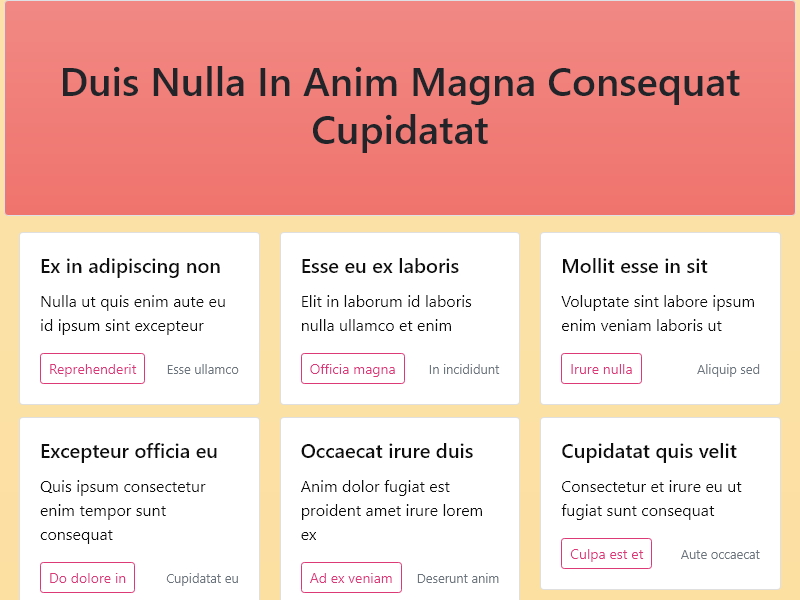 Duis Nulla In Anim Magna Consequat
Cupidatat
Ex in adipiscing non
Nulla ut quis enim aute eu
id ipsum sint excepteur
Reprehenderit
Esse ullamco
Esse eu ex laboris
Elit in laborum id laboris
nulla ullamco et enim
Officia magna
In incididunt
Mollit esse in sit
Voluptate sint labore ipsum
enim veniam laboris ut
Irure nulla
Aliquip sed
Excepteur officia eu
Quis ipsum consectetur
enim tempor sunt
consequat
Do dolore in
Cupidatat eu
Occaecat irure duis
Anim dolor fugiat est
proident amet irure lorem
ex
Ad ex veniam
Deserunt anim
Cupidatat quis velit
Consectetur et irure eu ut
fugiat sunt consequat
Culpa est et
Aute occaecat